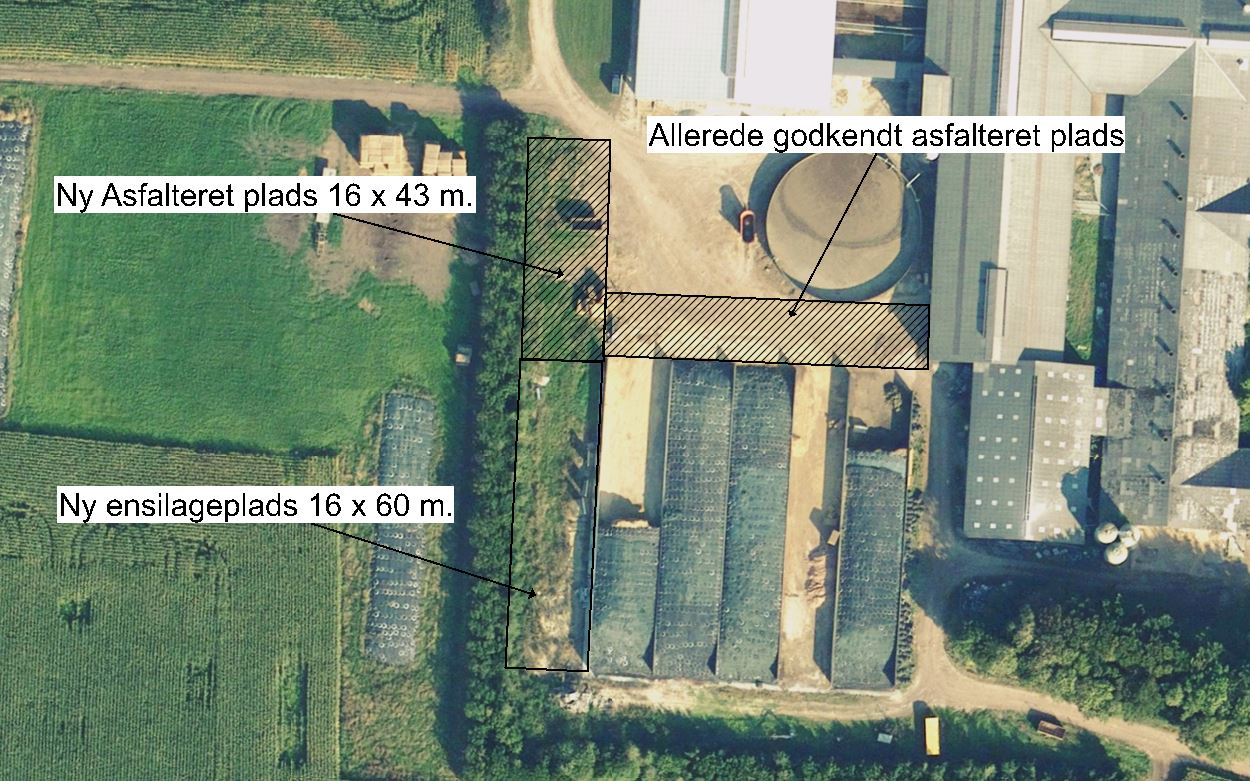 Allerede godkendt asfalteret plads
Ny Asfalteret plads 16 x 43 m.
Ny ensilageplads 16 x 60 m.